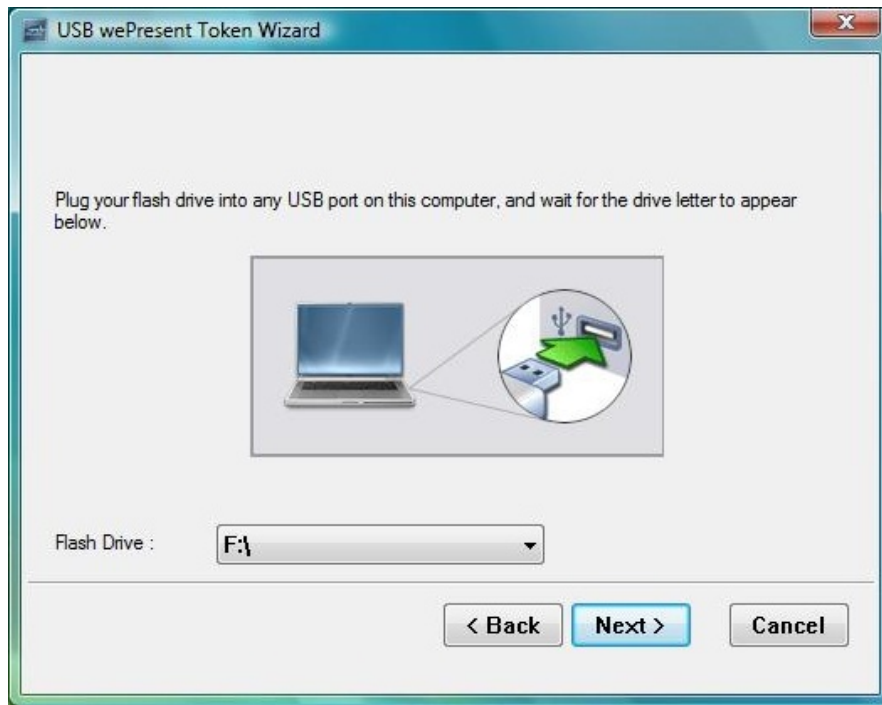 USB wePresent Token Wizard
Plug your flash drive into any USB port on this computer, and wait for the drive letter to appear
below.
Flash Drive :
F:\
< Back
Next >
Cancel